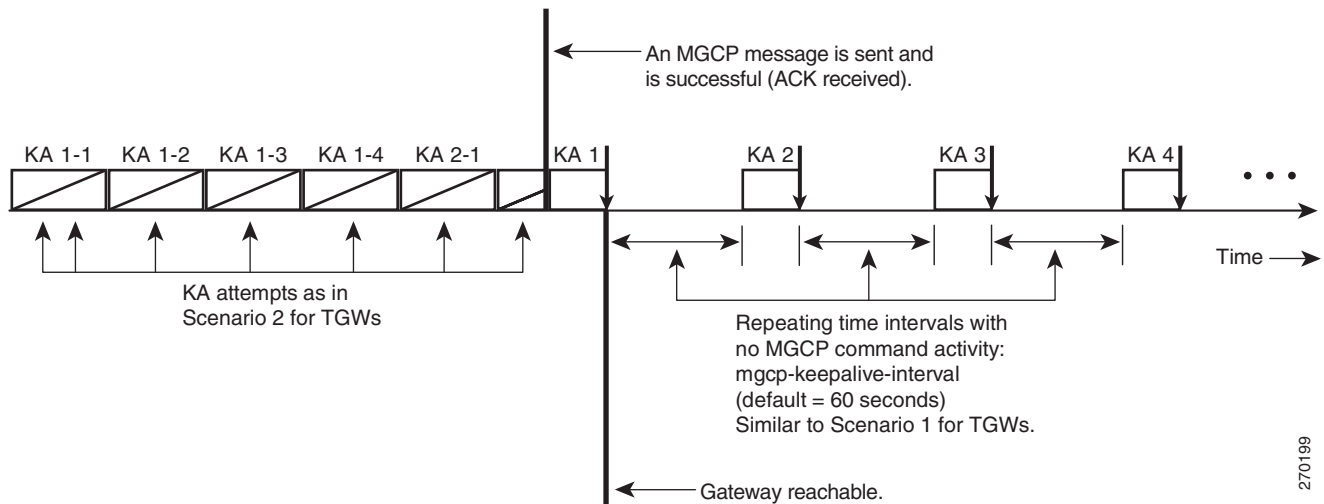 An MGCP message is sent and
is successful (ACK received).
KA 1-1 KA 1-2 KA 1-3 KA 1-4 KA 2-1 KA 1 KA 2 KA 3 KA 4
• • •
Time
KA attempts as in
Scenario 2 for TGWs
Repeating time intervals with
no MGCP command activity:
mgcp-keepalive-interval
(default = 60 seconds)
Similar to Scenario 1 for TGWs.
Gateway reachable.
270199